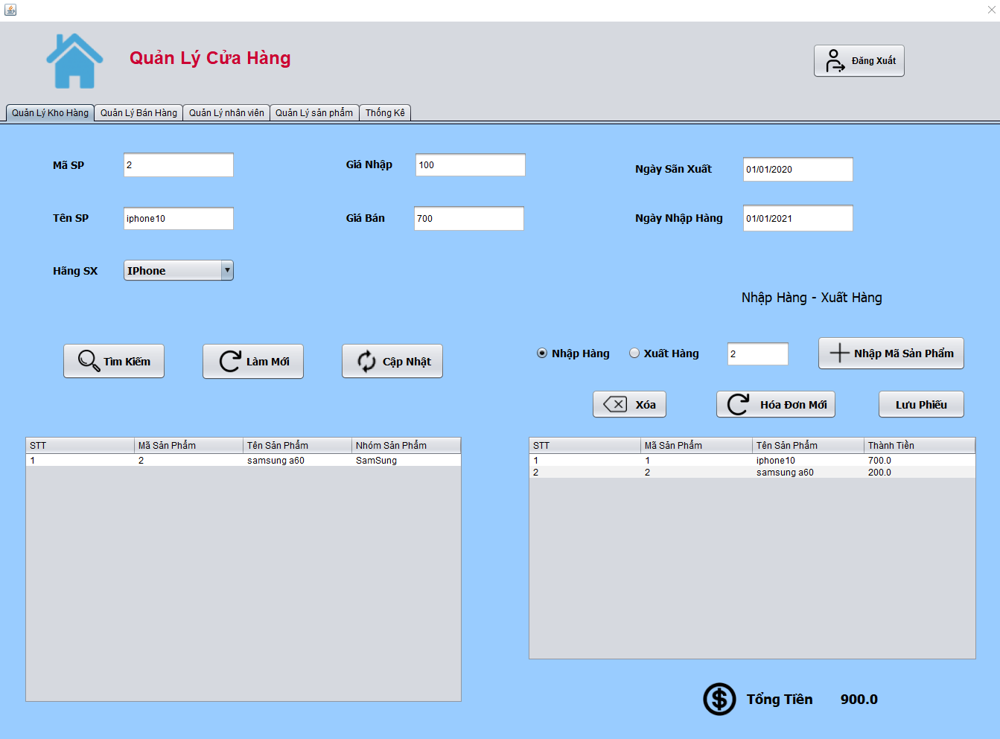 Quản Lý Cửa Hàng
Đăng Xuất
Quản Lý Kho Hàng Quản Lý Bán Hàng Quản Lý nhân viên Quản Lý sản phẩm Thống Kê
Mã SP 2 Giá Nhập 100 Ngày Sãn Xuất 01/01/2020
Tên SP iphone10 Giá Bán 700 Ngày Nhập Hàng 01/01/2021
Hãng SX IPhone
Nhập Hàng - Xuất Hàng
Tìm Kiếm Làm Mới Cập Nhật Nhập Hàng Xuất Hàng 2 Nhập Mã Sản Phẩm
Xóa Hóa Đơn Mới Lưu Phiếu
STT Mã Sản Phẩm Tên Sản Phẩm Nhóm Sản Phẩm
1 2 samsung a60 SamSung
STT Mã Sản Phẩm Tên Sản Phẩm Thành Tiền
1 1 iphone10 700.0
2 2 samsung a60 200.0
Tổng Tiền 900.0